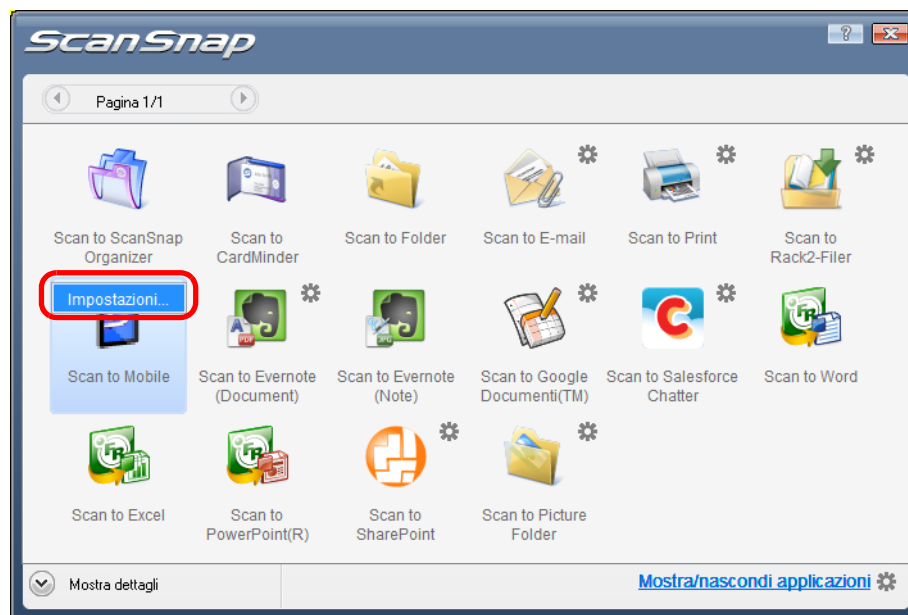 ScanSnap
Pagina 1/1
Scan to ScanSnap
Organizer
Scan to
CardMinder
Scan to Folder
Scan to E-mail
Scan to Print
Scan to
Rack2-Filer
Impostazioni...
Scan to Mobile
Scan to Evernote
(Document)
Scan to Evernote
(Note)
Scan to Google
Documenti(TM)
Scan to Salesforce
Chatter
Scan to Word
Scan to Excel
Scan to
PowerPoint(R)
Scan to
SharePoint
Scan to Picture
Folder
Mostra dettagli
Mostra/nascondi applicazioni